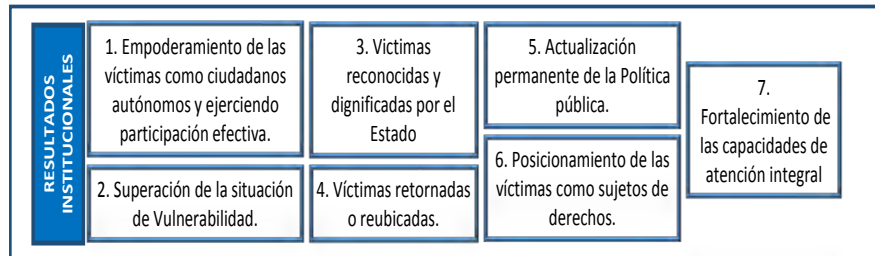 RESULTADOS
INSTITUCIONALES
1. Empoderamiento de las
víctimas como ciudadanos
autónomos y ejerciendo
participación efectiva.
2. Superación de la situación
de Vulnerabilidad.
3. Victimas
reconocidas y
dignificadas por el
Estado
4. Víctimas retornadas
o reubicadas.
5. Actualización
permanente de la Política
pública.
6. Posicionamiento de las
víctimas como sujetos de
derechos.
7.
Fortalecimiento de
las capacidades de
atención integral